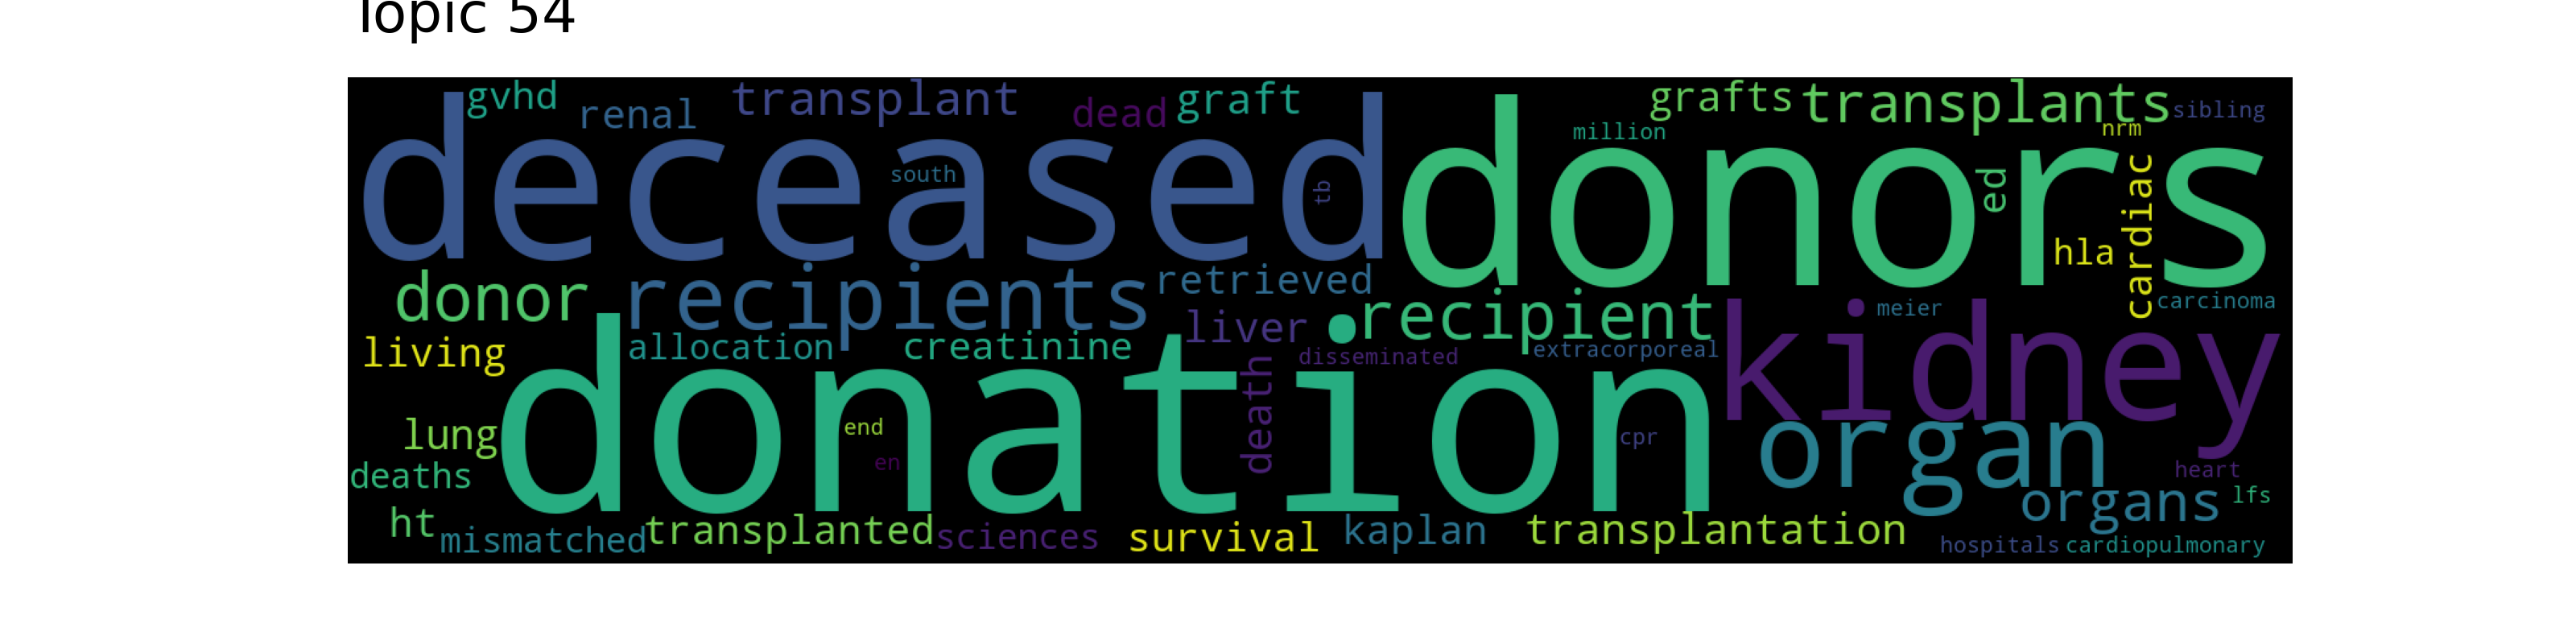 Topic 54
gvhd renal transplant dead graft million grafts transplants sibling
nrm
deceased south tb donors ed hla cardiac
donor recipients retrieved recipient meier carcinoma
living allocation creatinine liver disseminated extracorporeal kidney
lung donation end en death cpr organ
deaths organs heart lfs
ht mismatched transplanted sciences survival kaplan transplantation hospitals cardiopulmonary